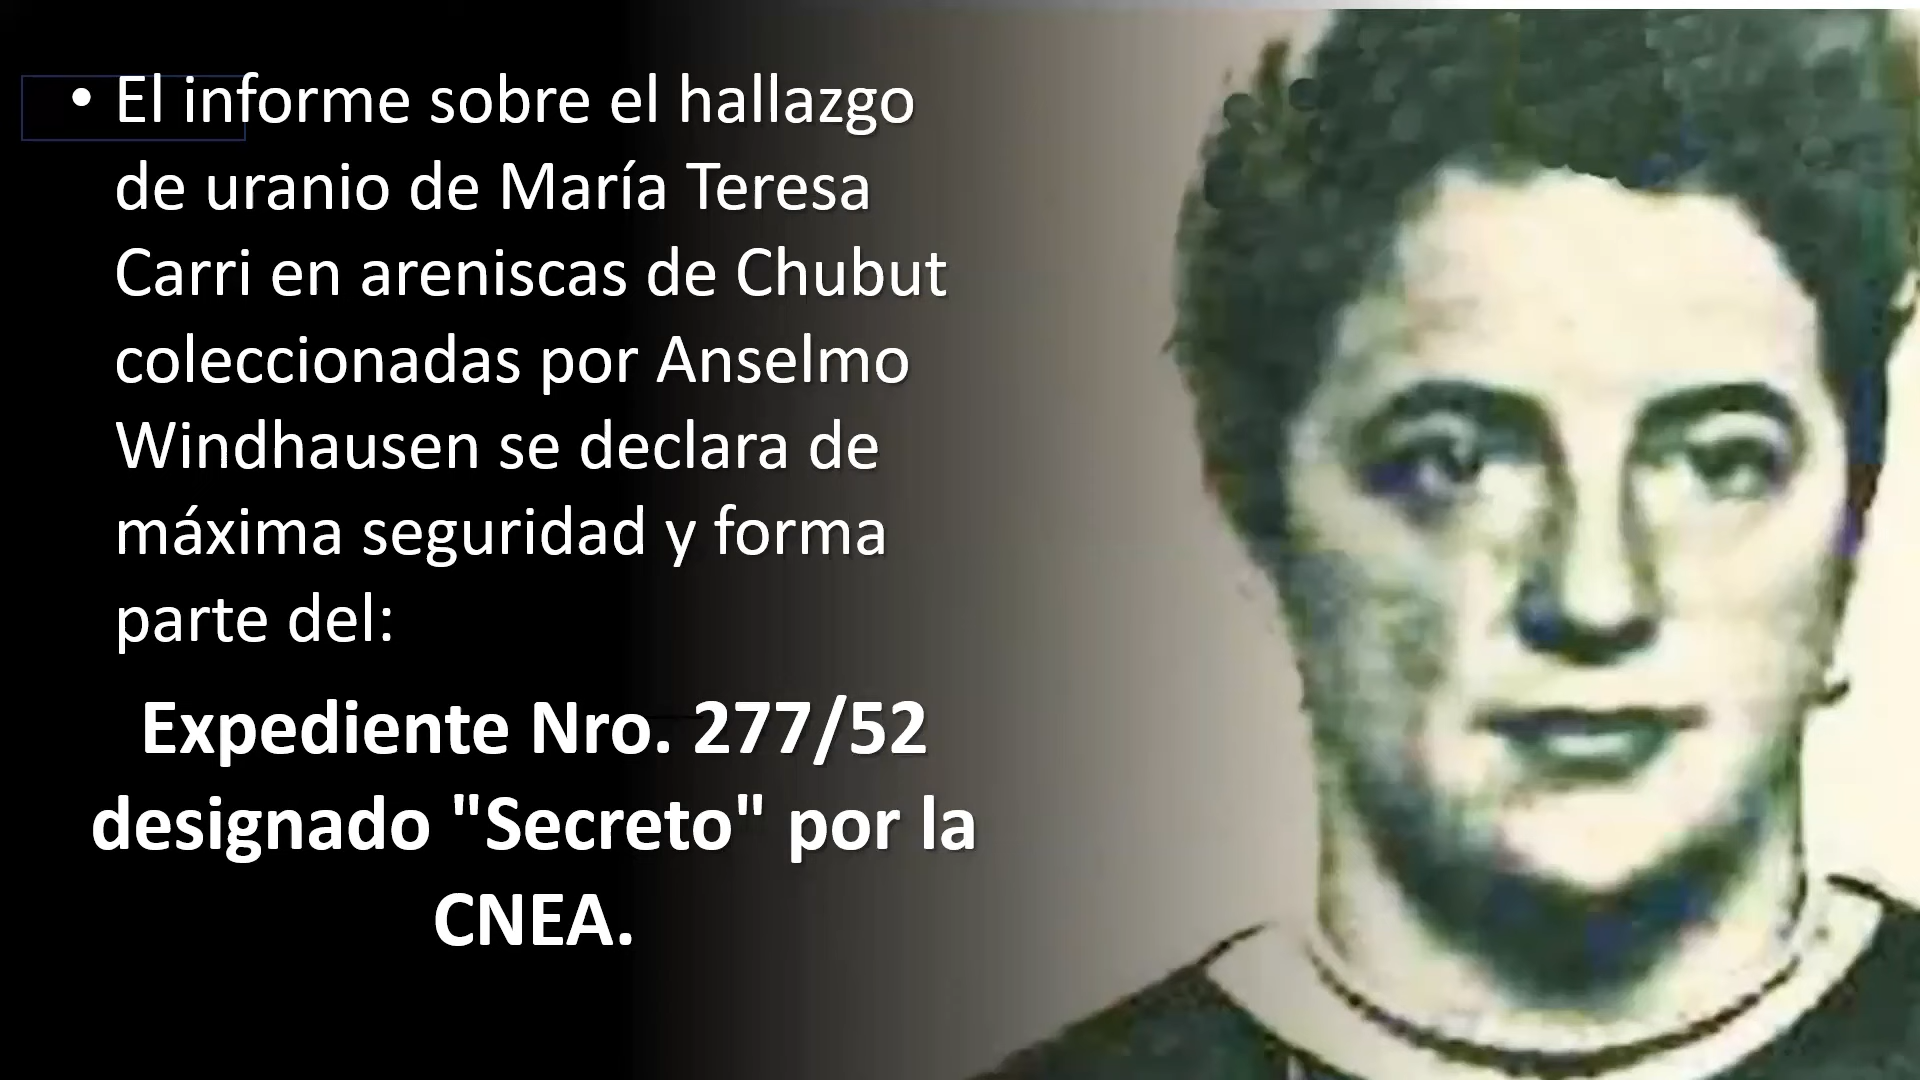 • El informe sobre el hallazgo
de uranio de María Teresa
Carri en areniscas de Chubut
coleccionadas por Anselmo
Windhausen se declara de
máxima seguridad y forma
parte del:
Expediente Nro. 277/52
designado "Secreto" por la
CNEA.